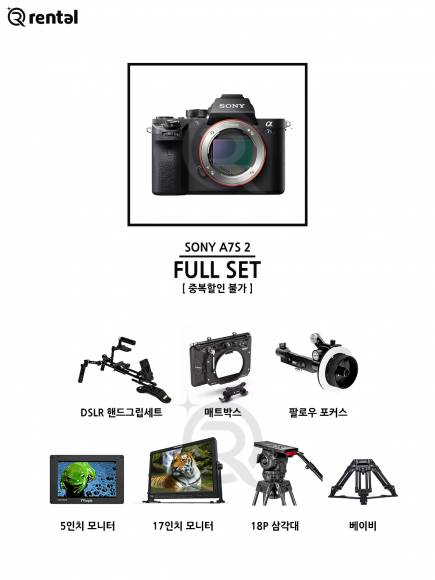 rental
SONY
α
SONY A7S 2
FULL SET
[ 중복할인 불가 ]
DSLR 핸드그립세트
매트박스
팔로우 포커스
5인치 모니터
17인치 모니터
18P 삼각대
베이비